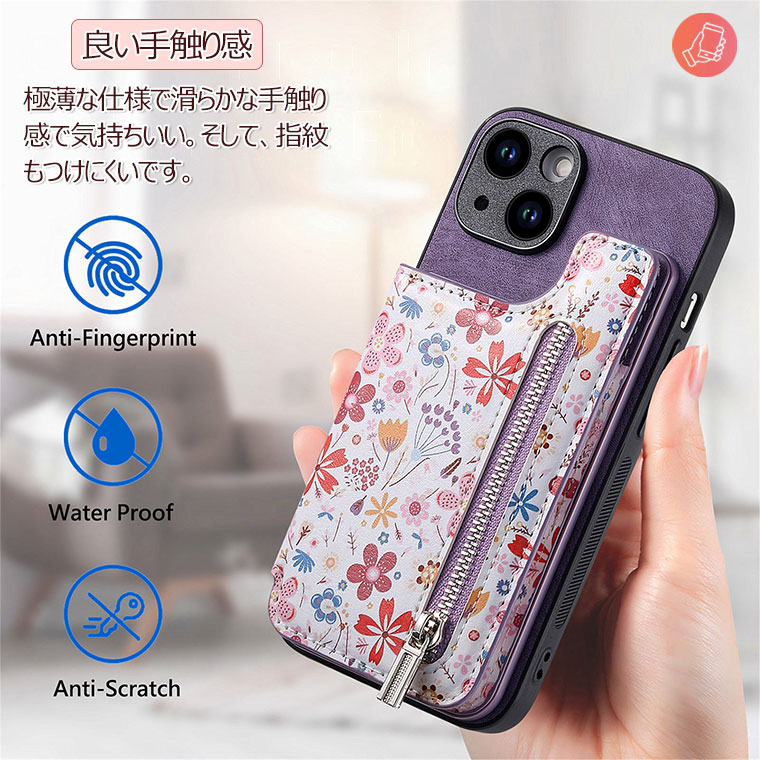 良い手触り感
極薄な仕様で滑らかな手触り
感で気持ちいい。そして、指紋
もつけにくいです。
Anti-Fingerprint
Water Proof
Anti-Scratch